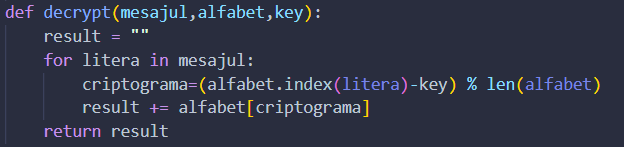 def decrypt(mesajul,alfabet,key):
    result = ""
    for litera in mesajul:
        criptograma=(alfabet.index(litera)-key) % len(alfabet)
        result += alfabet[criptograma]
    return result